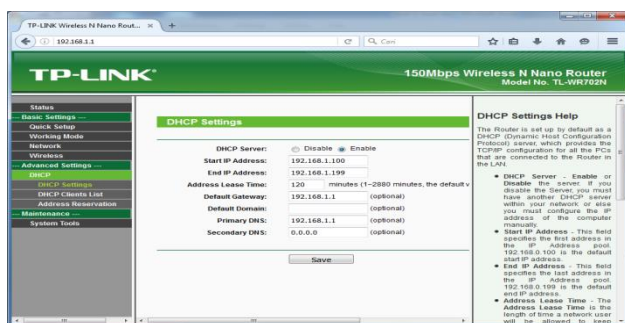 TP-LINK Wireless N Nano Rout...
192.168.1.1
Cari
TP-LINK®
150Mbps Wireless N Nano Router
Model No. TL-WR702N
Status
--- Basic Settings ---
Quick Setup
Working Mode
Network
Wireless
--- Advanced Settings ---
DHCP
DHCP Settings
DHCP Clients List
Address Reservation
--- Maintenance ---
System Tools
DHCP Settings
DHCP Server: Disable Enable
Start IP Address: 192.168.1.100
End IP Address: 192.168.1.199
Address Lease Time: 120 minutes (1~2880 minutes, the default v
Default Gateway: 192.168.1.1 (optional)
Default Domain: (optional)
Primary DNS: 192.168.1.1 (optional)
Secondary DNS: 0.0.0.0 (optional)
Save
DHCP Settings Help
The Router is set up by default as a
DHCP (Dynamic Host Configuration
Protocol) server, which provides the
TCP/IP configuration for all the PCs
that are connected to the Router in
the LAN.
DHCP Server - Enable or
Disable the server. If you
disable the Server, you must
have another DHCP server
within your network or else
you must configure the IP
address of the computer
manually.
Start IP Address - This field
specifies the first address in
the IP Address pool.
192.168.0.100 is the default
start IP address.
End IP Address - This field
specifies the last address in
the IP Address pool.
192.168.0.199 is the default
end IP address.
Address Lease Time - The
Address Lease Time is the
length of time a network user
will be allowed to keep